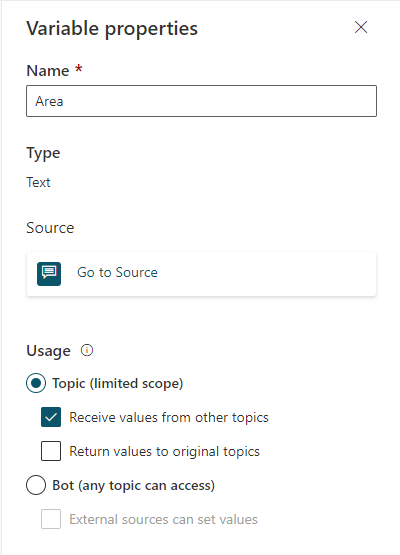 Variable properties
Name *
Area
Type
Text
Source
Go to Source
Usage
Topic (limited scope)
Receive values from other topics
Return values to original topics
Bot (any topic can access)
External sources can set values